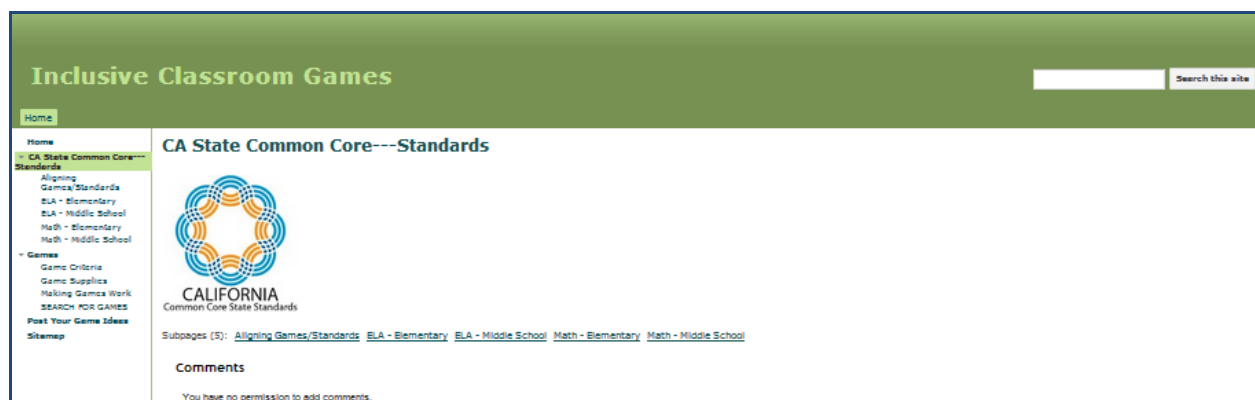 Inclusive Classroom Games
Search this site
Home
Home
CA State Common Core---
Standards
Aligning
Games/Standards
ELA - Elementary
ELA - Middle School
Math - Elementary
Math - Middle School
Games
Game Criteria
Game Supplies
Making Games Work
SEARCH FOR GAMES
Post Your Game Ideas
Sitemap
CA State Common Core---Standards
CALIFORNIA
Common Core State Standards
Subpages (5): Aligning Games/Standards ELA - Elementary ELA - Middle School Math - Elementary Math - Middle School
Comments
You have no permission to add comments.